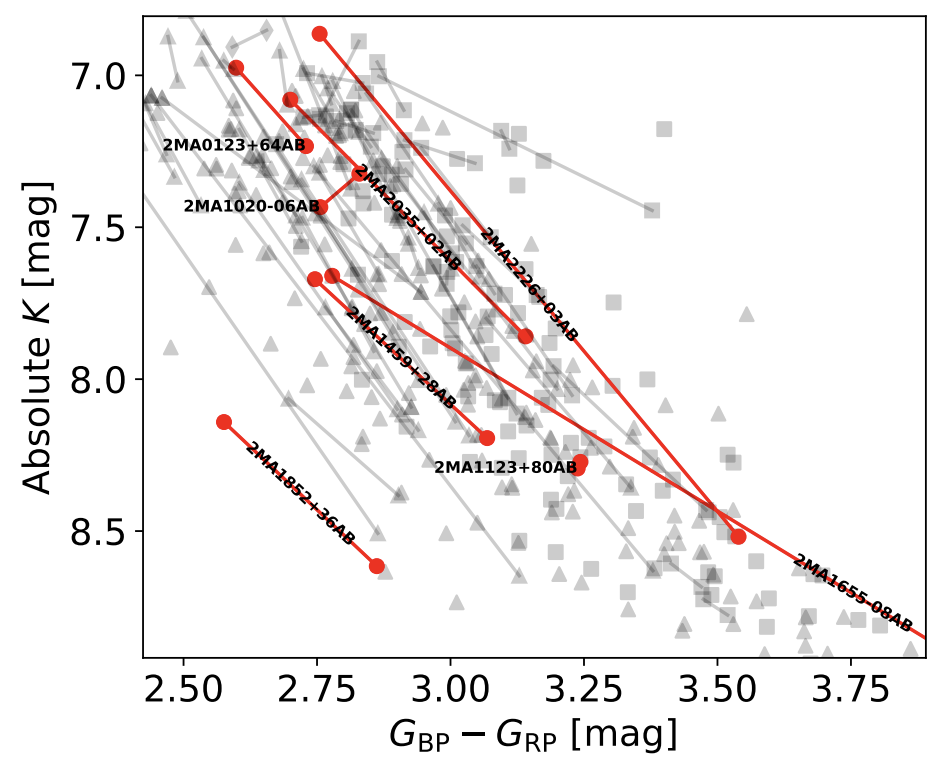 7.0
7.5
8.0
8.5
Absolute K [mag]
2MA0123+64AB
2MA1020-06AB
2MA2035+02AB
2MA2226+03AB
2MA1459+28AB
2MA1123+80AB
2MA1852+36AB
2MA1655-08AB
2.50 2.75 3.00 3.25 3.50 3.75
G_BP − G_RP [mag]